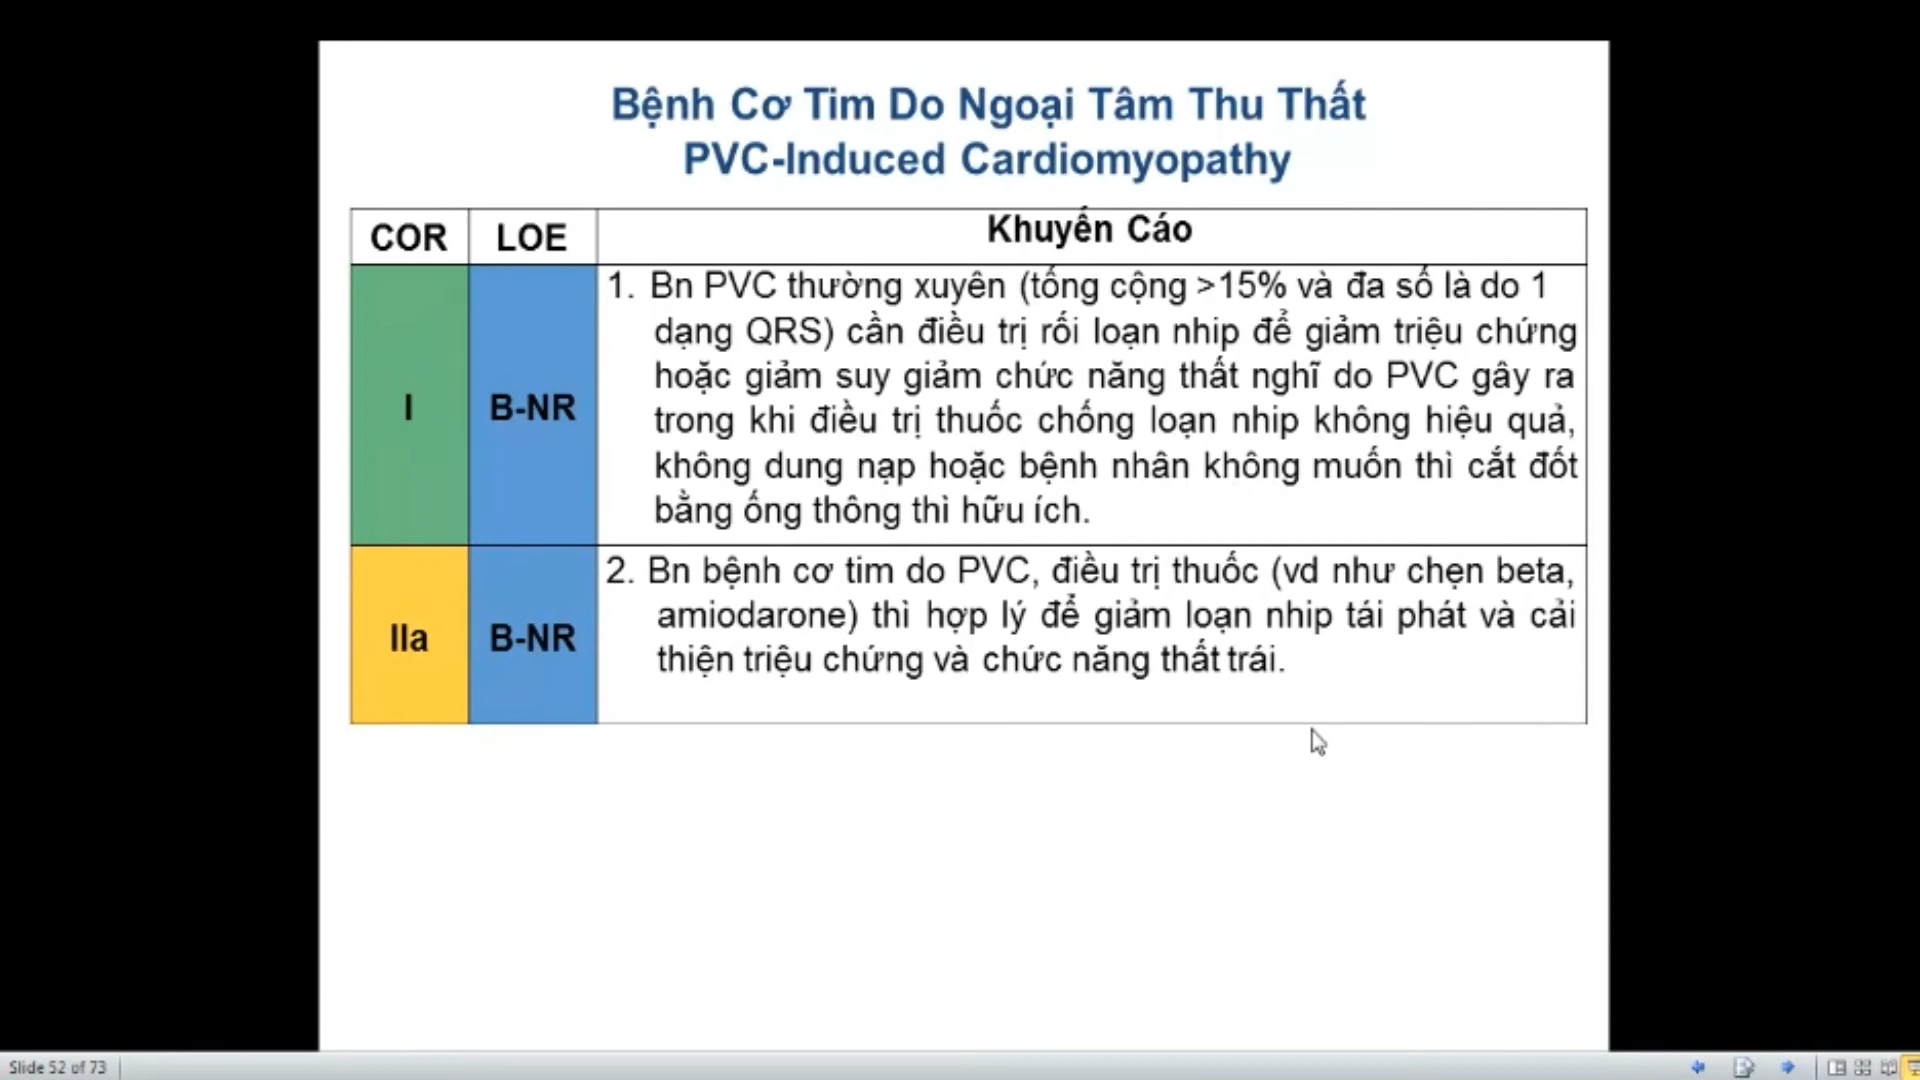 Bệnh Cơ Tim Do Ngoại Tâm Thu Thất
PVC-Induced Cardiomyopathy
COR LOE Khuyến Cáo
I B-NR
1. Bn PVC thường xuyên (tổng cộng >15% và đa số là do 1
dạng QRS) cần điều trị rối loạn nhip để giảm triệu chứng
hoặc giảm suy giảm chức năng thất nghĩ do PVC gây ra
trong khi điều trị thuốc chống loạn nhip không hiệu quả,
không dung nạp hoặc bệnh nhân không muốn thì cắt đốt
bằng ống thông thì hữu ích.
IIa B-NR
2. Bn bệnh cơ tim do PVC, điều trị thuốc (vd như chẹn beta,
amiodarone) thì hợp lý để giảm loạn nhip tái phát và cải
thiện triệu chứng và chức năng thất trái.
Slide 52 of 73